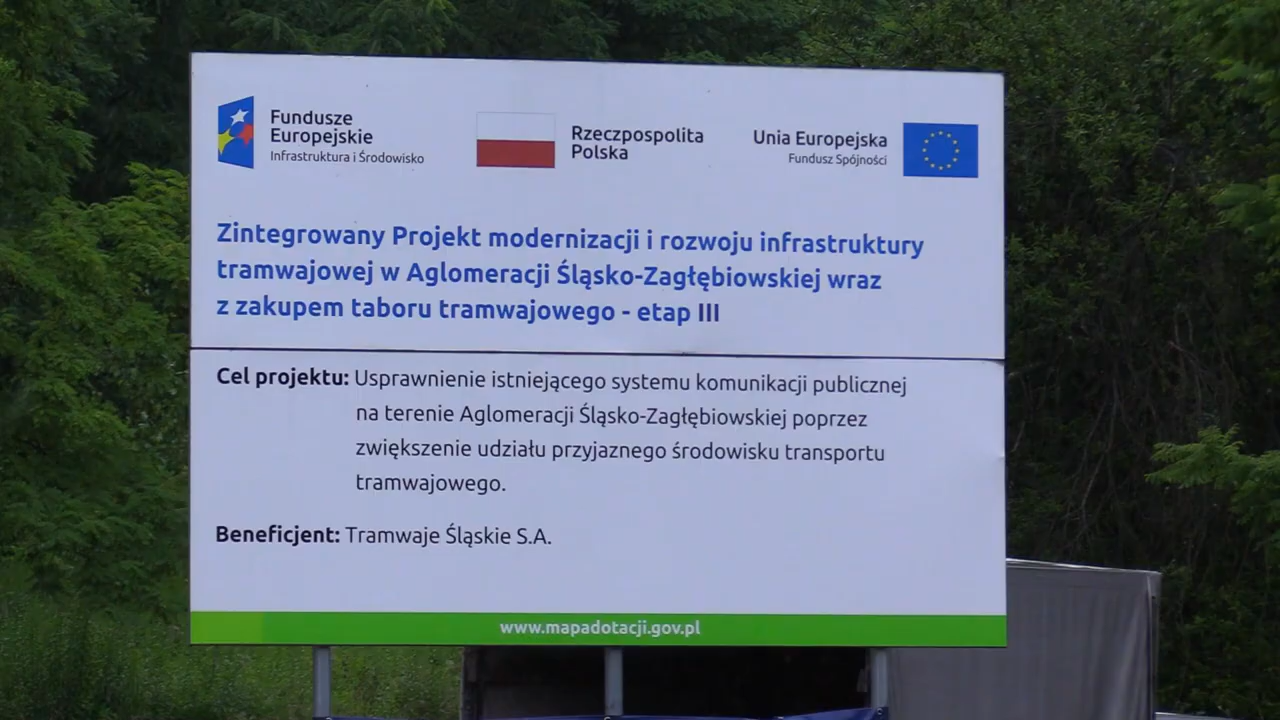 Fundusze
Europejskie
Infrastruktura i Środowisko
Rzeczpospolita
Polska
Unia Europejska
Fundusz Spójności
Zintegrowany Projekt modernizacji i rozwoju infrastruktury
tramwajowej w Aglomeracji Śląsko-Zagłębiowskiej wraz
z zakupem taboru tramwajowego - etap III
Cel projektu: Usprawnienie istniejącego systemu komunikacji publicznej
na terenie Aglomeracji Śląsko-Zagłębiowskiej poprzez
zwiększenie udziału przyjaznego środowisku transportu
tramwajowego.
Beneficjent: Tramwaje Śląskie S.A.
www.mapadotacji.gov.pl